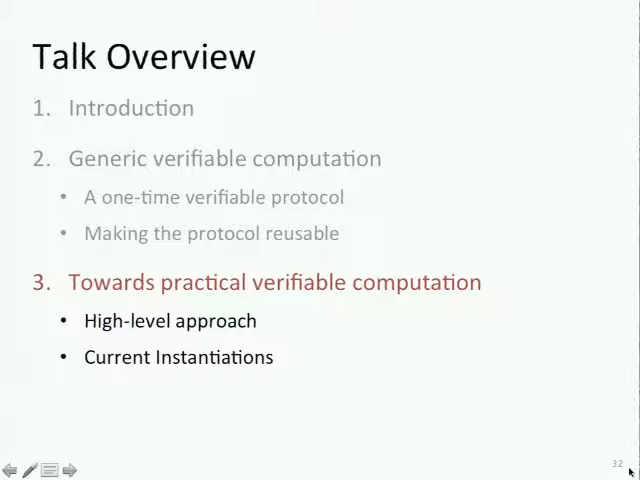 Talk Overview
1. Introduction
2. Generic verifiable computation
• A one-time verifiable protocol
• Making the protocol reusable
3. Towards practical verifiable computation
• High-level approach
• Current Instantiations
32